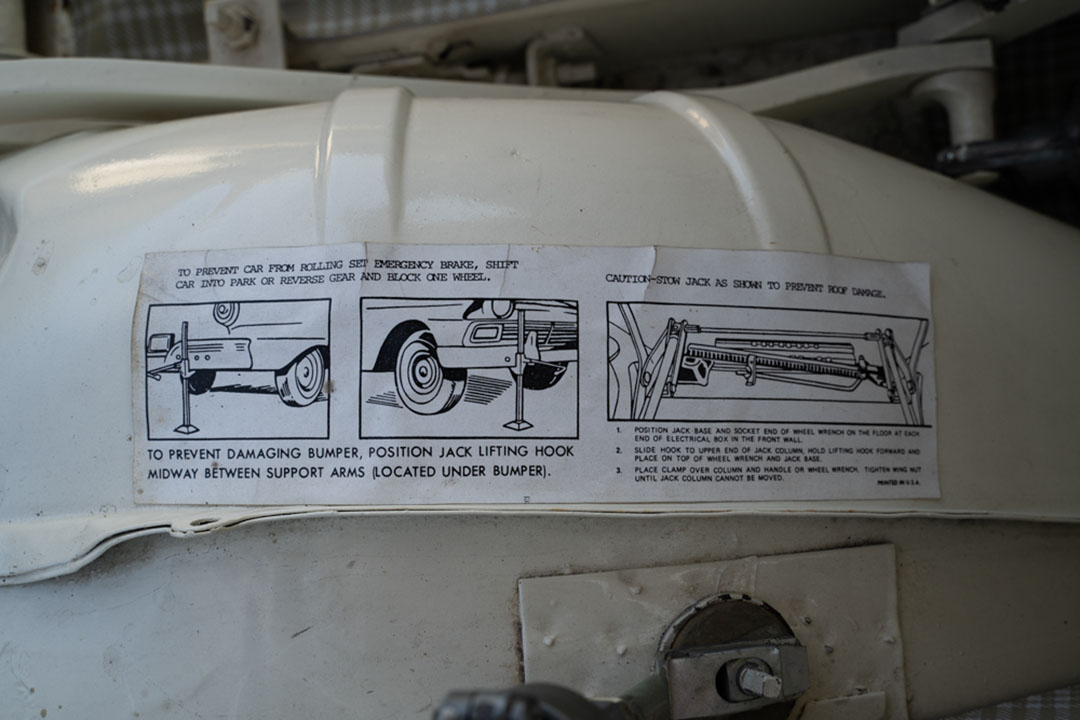 TO PREVENT CAR FROM ROLLING SET EMERGENCY BRAKE, SHIFT
CAR INTO PARK OR REVERSE GEAR AND BLOCK ONE WHEEL.
TO PREVENT DAMAGING BUMPER, POSITION JACK LIFTING HOOK
MIDWAY BETWEEN SUPPORT ARMS (LOCATED UNDER BUMPER).
CAUTION-STOW JACK AS SHOWN TO PREVENT ROOF DAMAGE.
1. POSITION JACK BASE AND SOCKET END OF WHEEL WRENCH ON THE FLOOR AT EACH
END OF ELECTRICAL BOX IN THE FRONT WALL.
2. SLIDE HOOK TO UPPER END OF JACK COLUMN, HOLD LIFTING HOOK FORWARD AND
PLACE ON TOP OF WHEEL WRENCH AND JACK BASE.
3. PLACE CLAMP OVER COLUMN AND HANDLE OR WHEEL WRENCH. TIGHTEN WING NUT
UNTIL JACK COLUMN CANNOT BE MOVED.
PRINTED IN U.S.A.